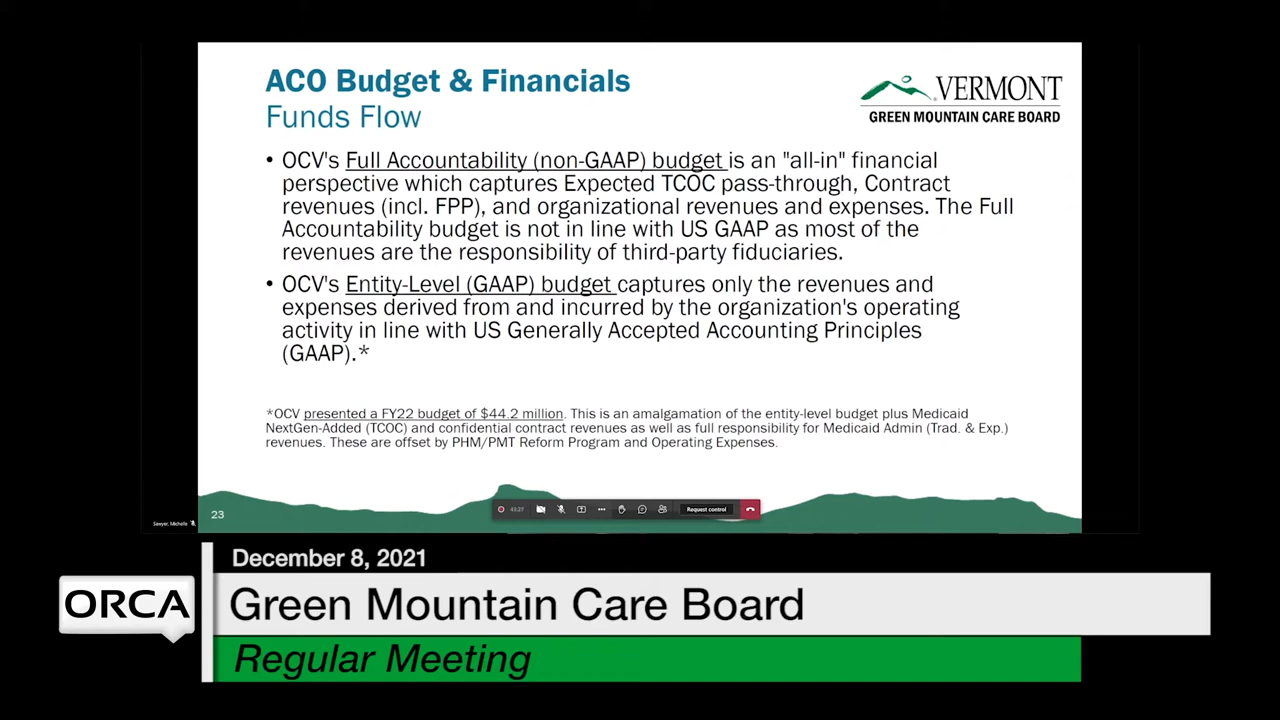 ACO Budget & Financials
Funds Flow
VERMONT
GREEN MOUNTAIN CARE BOARD
• OCV's Full Accountability (non-GAAP) budget is an "all-in" financial
perspective which captures Expected TCOC pass-through, Contract
revenues (incl. FPP), and organizational revenues and expenses. The Full
Accountability budget is not in line with US GAAP as most of the
revenues are the responsibility of third-party fiduciaries.
• OCV's Entity-Level (GAAP) budget captures only the revenues and
expenses derived from and incurred by the organization's operating
activity in line with US Generally Accepted Accounting Principles
(GAAP).*
*OCV presented a FY22 budget of $44.2 million. This is an amalgamation of the entity-level budget plus Medicaid
NextGen-Added (TCOC) and confidential contract revenues as well as full responsibility for Medicaid Admin (Trad. & Exp.)
revenues. These are offset by PHM/PMT Reform Program and Operating Expenses.
23
43:27
Request control
Sawyer, Michelle
December 8, 2021
ORCA
Green Mountain Care Board
Regular Meeting